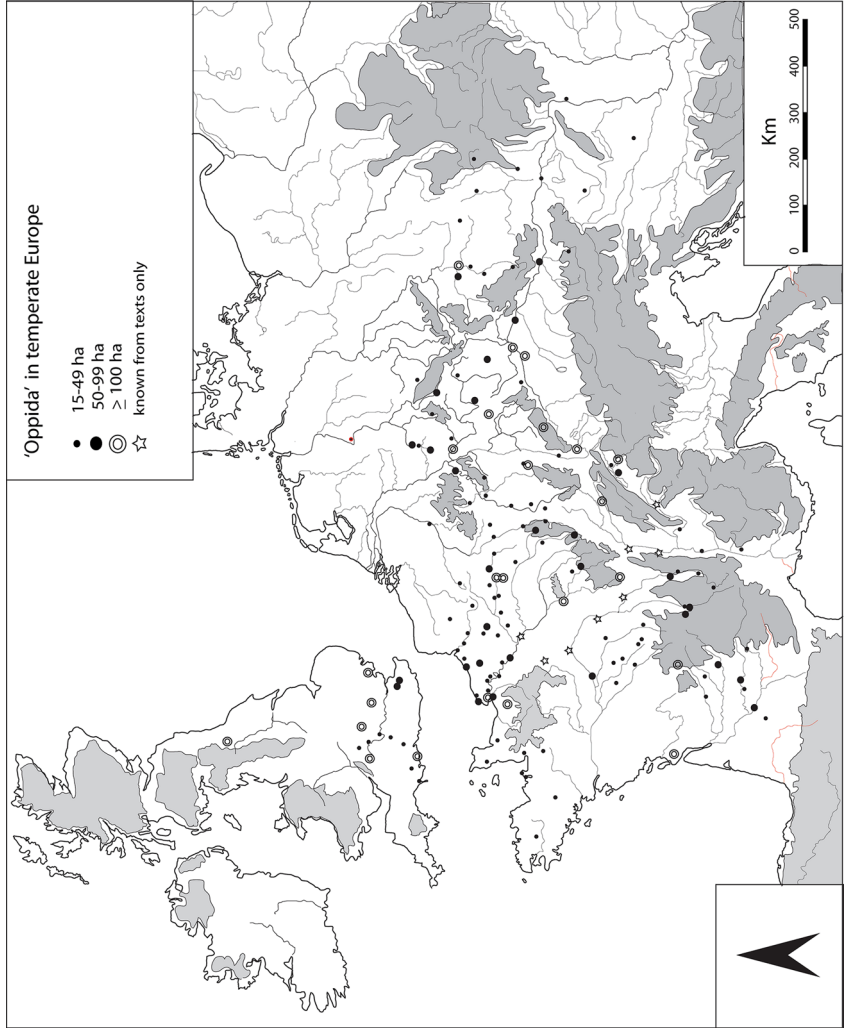 'Oppida' in temperate Europe
15-49 ha
50-99 ha
≥ 100 ha
known from texts only
Km
0 100 200 300 400 500